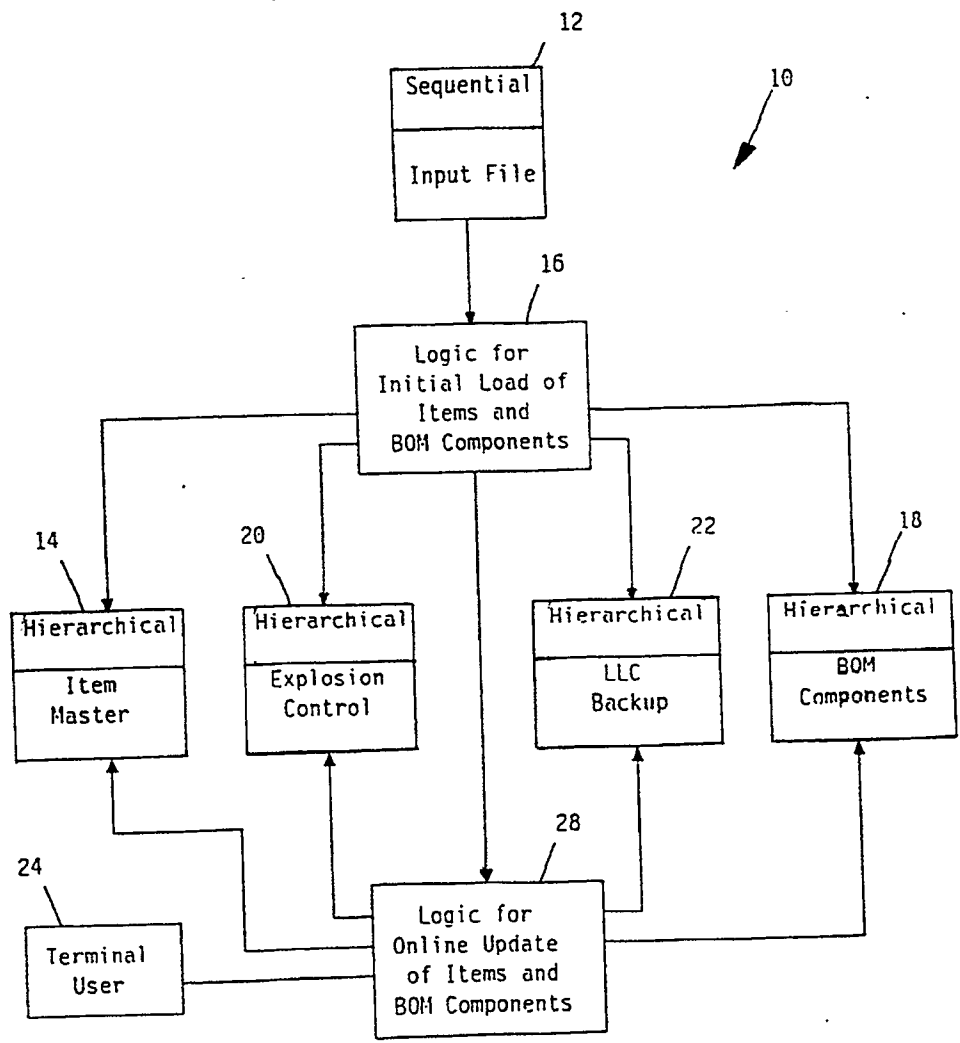 12
Sequential
Input File
10
16
Logic for
Initial Load of
Items and
BOM Components
14
Hierarchical
Item
Master
20
Hierarchical
Explosion
Control
22
Hierarchical
LLC
Backup
18
Hierarchical
BOM
Components
24
Terminal
User
28
Logic for
Online Update
of Items and
BOM Components